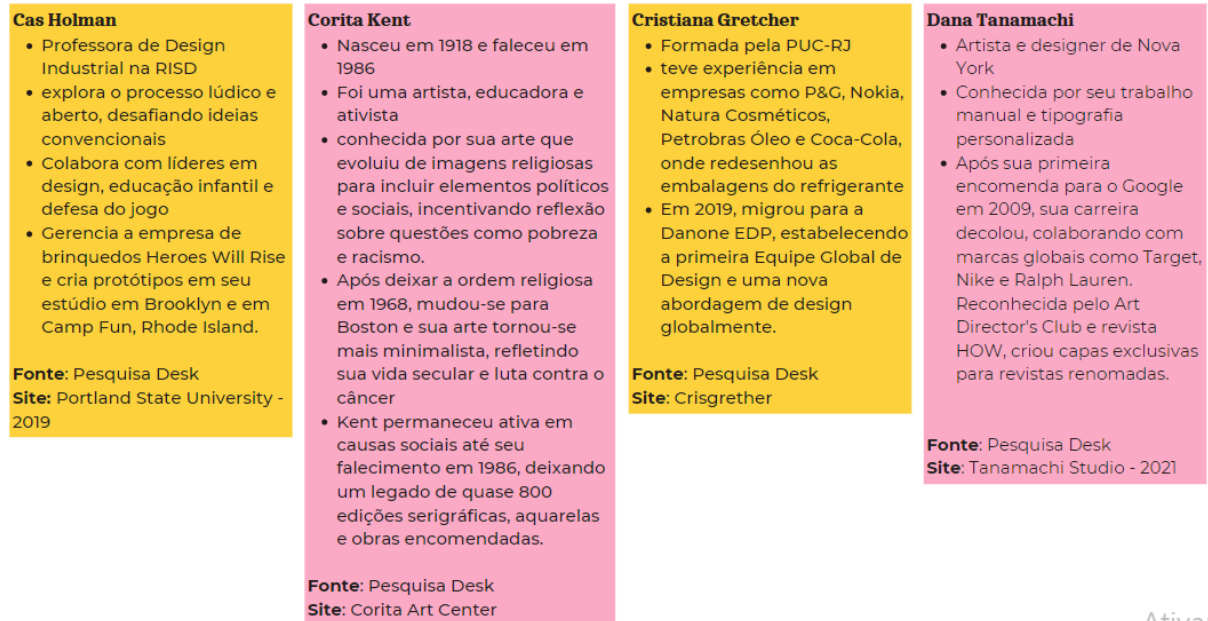 Cas Holman
• Professora de Design
Industrial na RISD
• explora o processo lúdico e
aberto, desafiando ideias
convencionais
• Colabora com líderes em
design, educação infantil e
defesa do jogo
• Gerencia a empresa de
brinquedos Heroes Will Rise
e cria protótipos em seu
estúdio em Brooklyn e em
Camp Fun, Rhode Island.
Fonte: Pesquisa Desk
Site: Portland State University -
2019
Corita Kent
• Nasceu em 1918 e faleceu em
1986
• Foi uma artista, educadora e
ativista
• conhecida por sua arte que
evoluiu de imagens religiosas
para incluir elementos políticos
e sociais, incentivando reflexão
sobre questões como pobreza
e racismo.
• Após deixar a ordem religiosa
em 1968, mudou-se para
Boston e sua arte tornou-se
mais minimalista, refletindo
sua vida secular e luta contra o
câncer
• Kent permaneceu ativa em
causas sociais até seu
falecimento em 1986, deixando
um legado de quase 800
edições serigráficas, aquarelas
e obras encomendadas.
Fonte: Pesquisa Desk
Site: Corita Art Center
Cristiana Gretcher
• Formada pela PUC-RJ
• teve experiência em
empresas como P&G, Nokia,
Natura Cosméticos,
Petrobras Óleo e Coca-Cola,
onde redesenhou as
embalagens do refrigerante
• Em 2019, migrou para a
Danone EDP, estabelecendo
a primeira Equipe Global de
Design e uma nova
abordagem de design
globalmente.
Fonte: Pesquisa Desk
Site: Crisgrether
Dana Tanamachi
• Artista e designer de Nova
York
• Conhecida por seu trabalho
manual e tipografia
personalizada
• Após sua primeira
encomenda para o Google
em 2009, sua carreira
decolou, colaborando com
marcas globais como Target,
Nike e Ralph Lauren.
Reconhecida pelo Art
Director's Club e revista
HOW, criou capas exclusivas
para revistas renomadas.
Fonte: Pesquisa Desk
Site: Tanamachi Studio - 2021